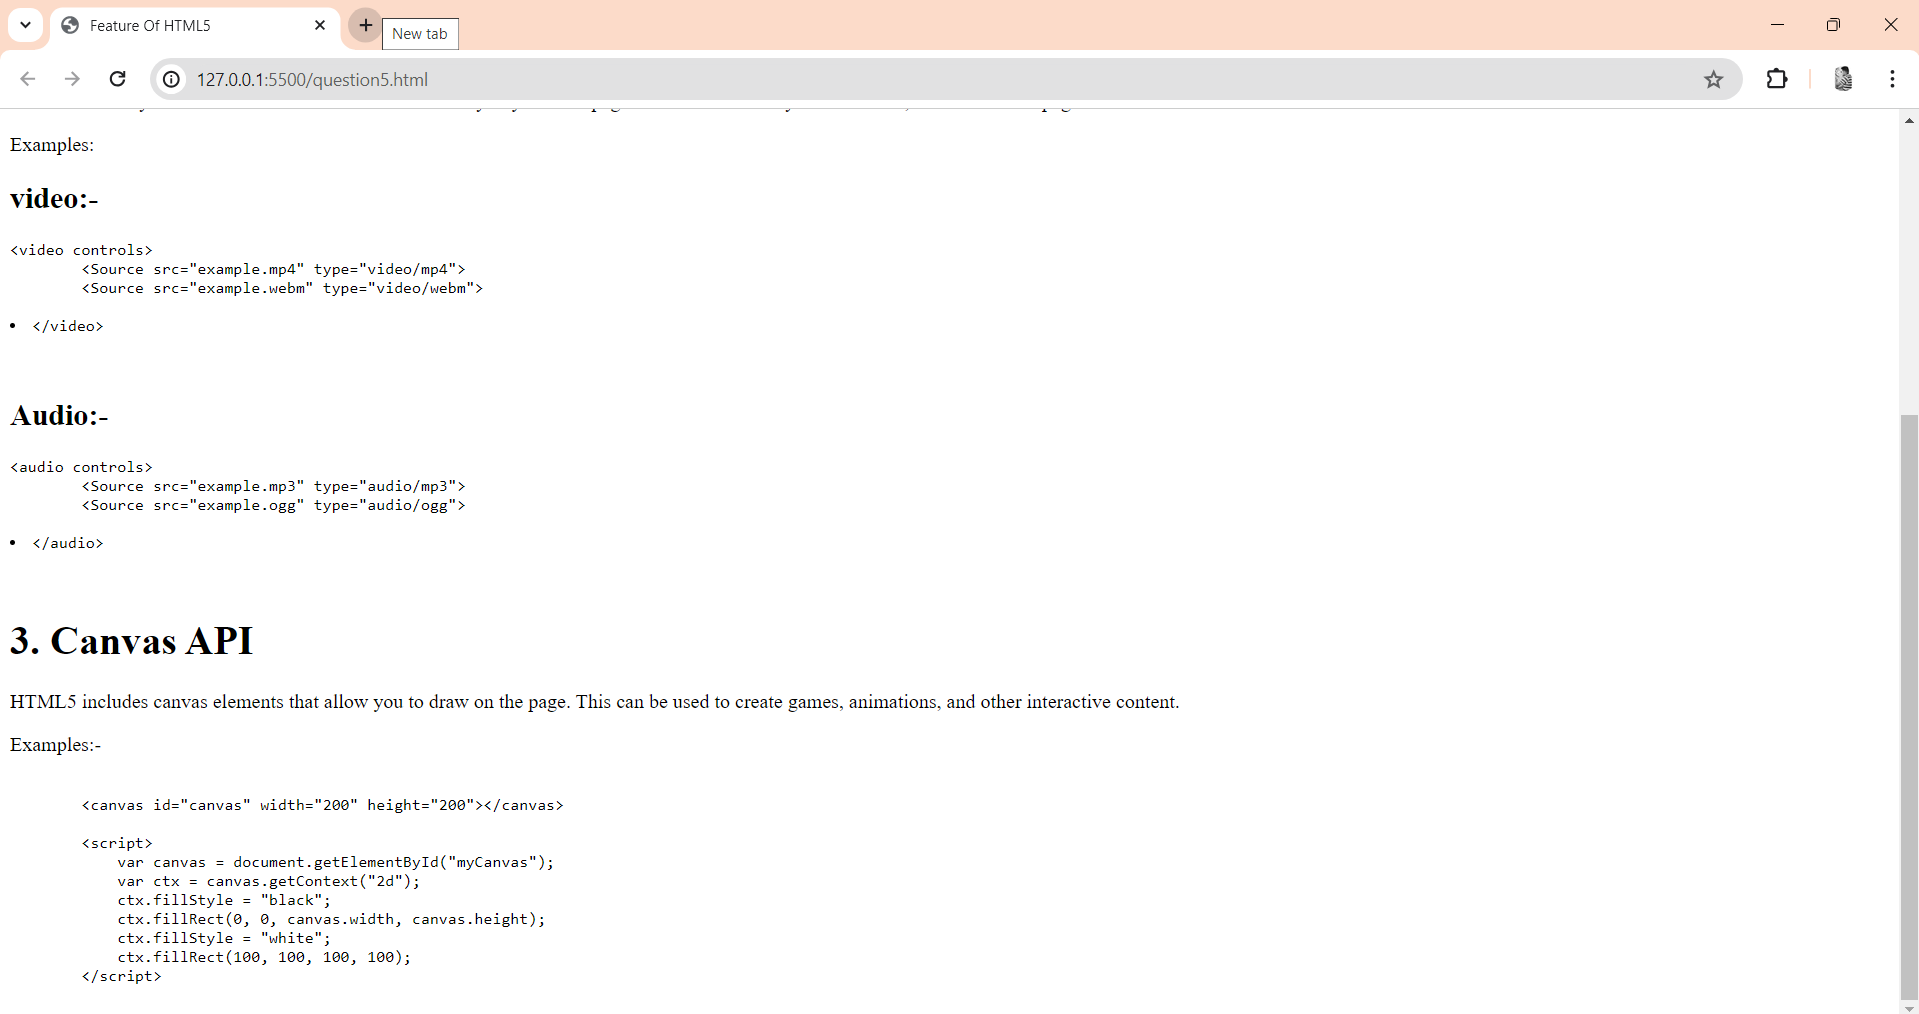 Feature Of HTML5
New tab
127.0.0.1:5500/question5.html
Examples:
video:-
<video controls>
<Source src="example.mp4" type="video/mp4">
<Source src="example.webm" type="video/webm">
• </video>
Audio:-
<audio controls>
<Source src="example.mp3" type="audio/mp3">
<Source src="example.ogg" type="audio/ogg">
• </audio>
3. Canvas API
HTML5 includes canvas elements that allow you to draw on the page. This can be used to create games, animations, and other interactive content.
Examples:-
<canvas id="canvas" width="200" height="200"></canvas>
<script>
var canvas = document.getElementById("myCanvas");
var ctx = canvas.getContext("2d");
ctx.fillStyle = "black";
ctx.fillRect(0, 0, canvas.width, canvas.height);
ctx.fillStyle = "white";
ctx.fillRect(100, 100, 100, 100);
</script>